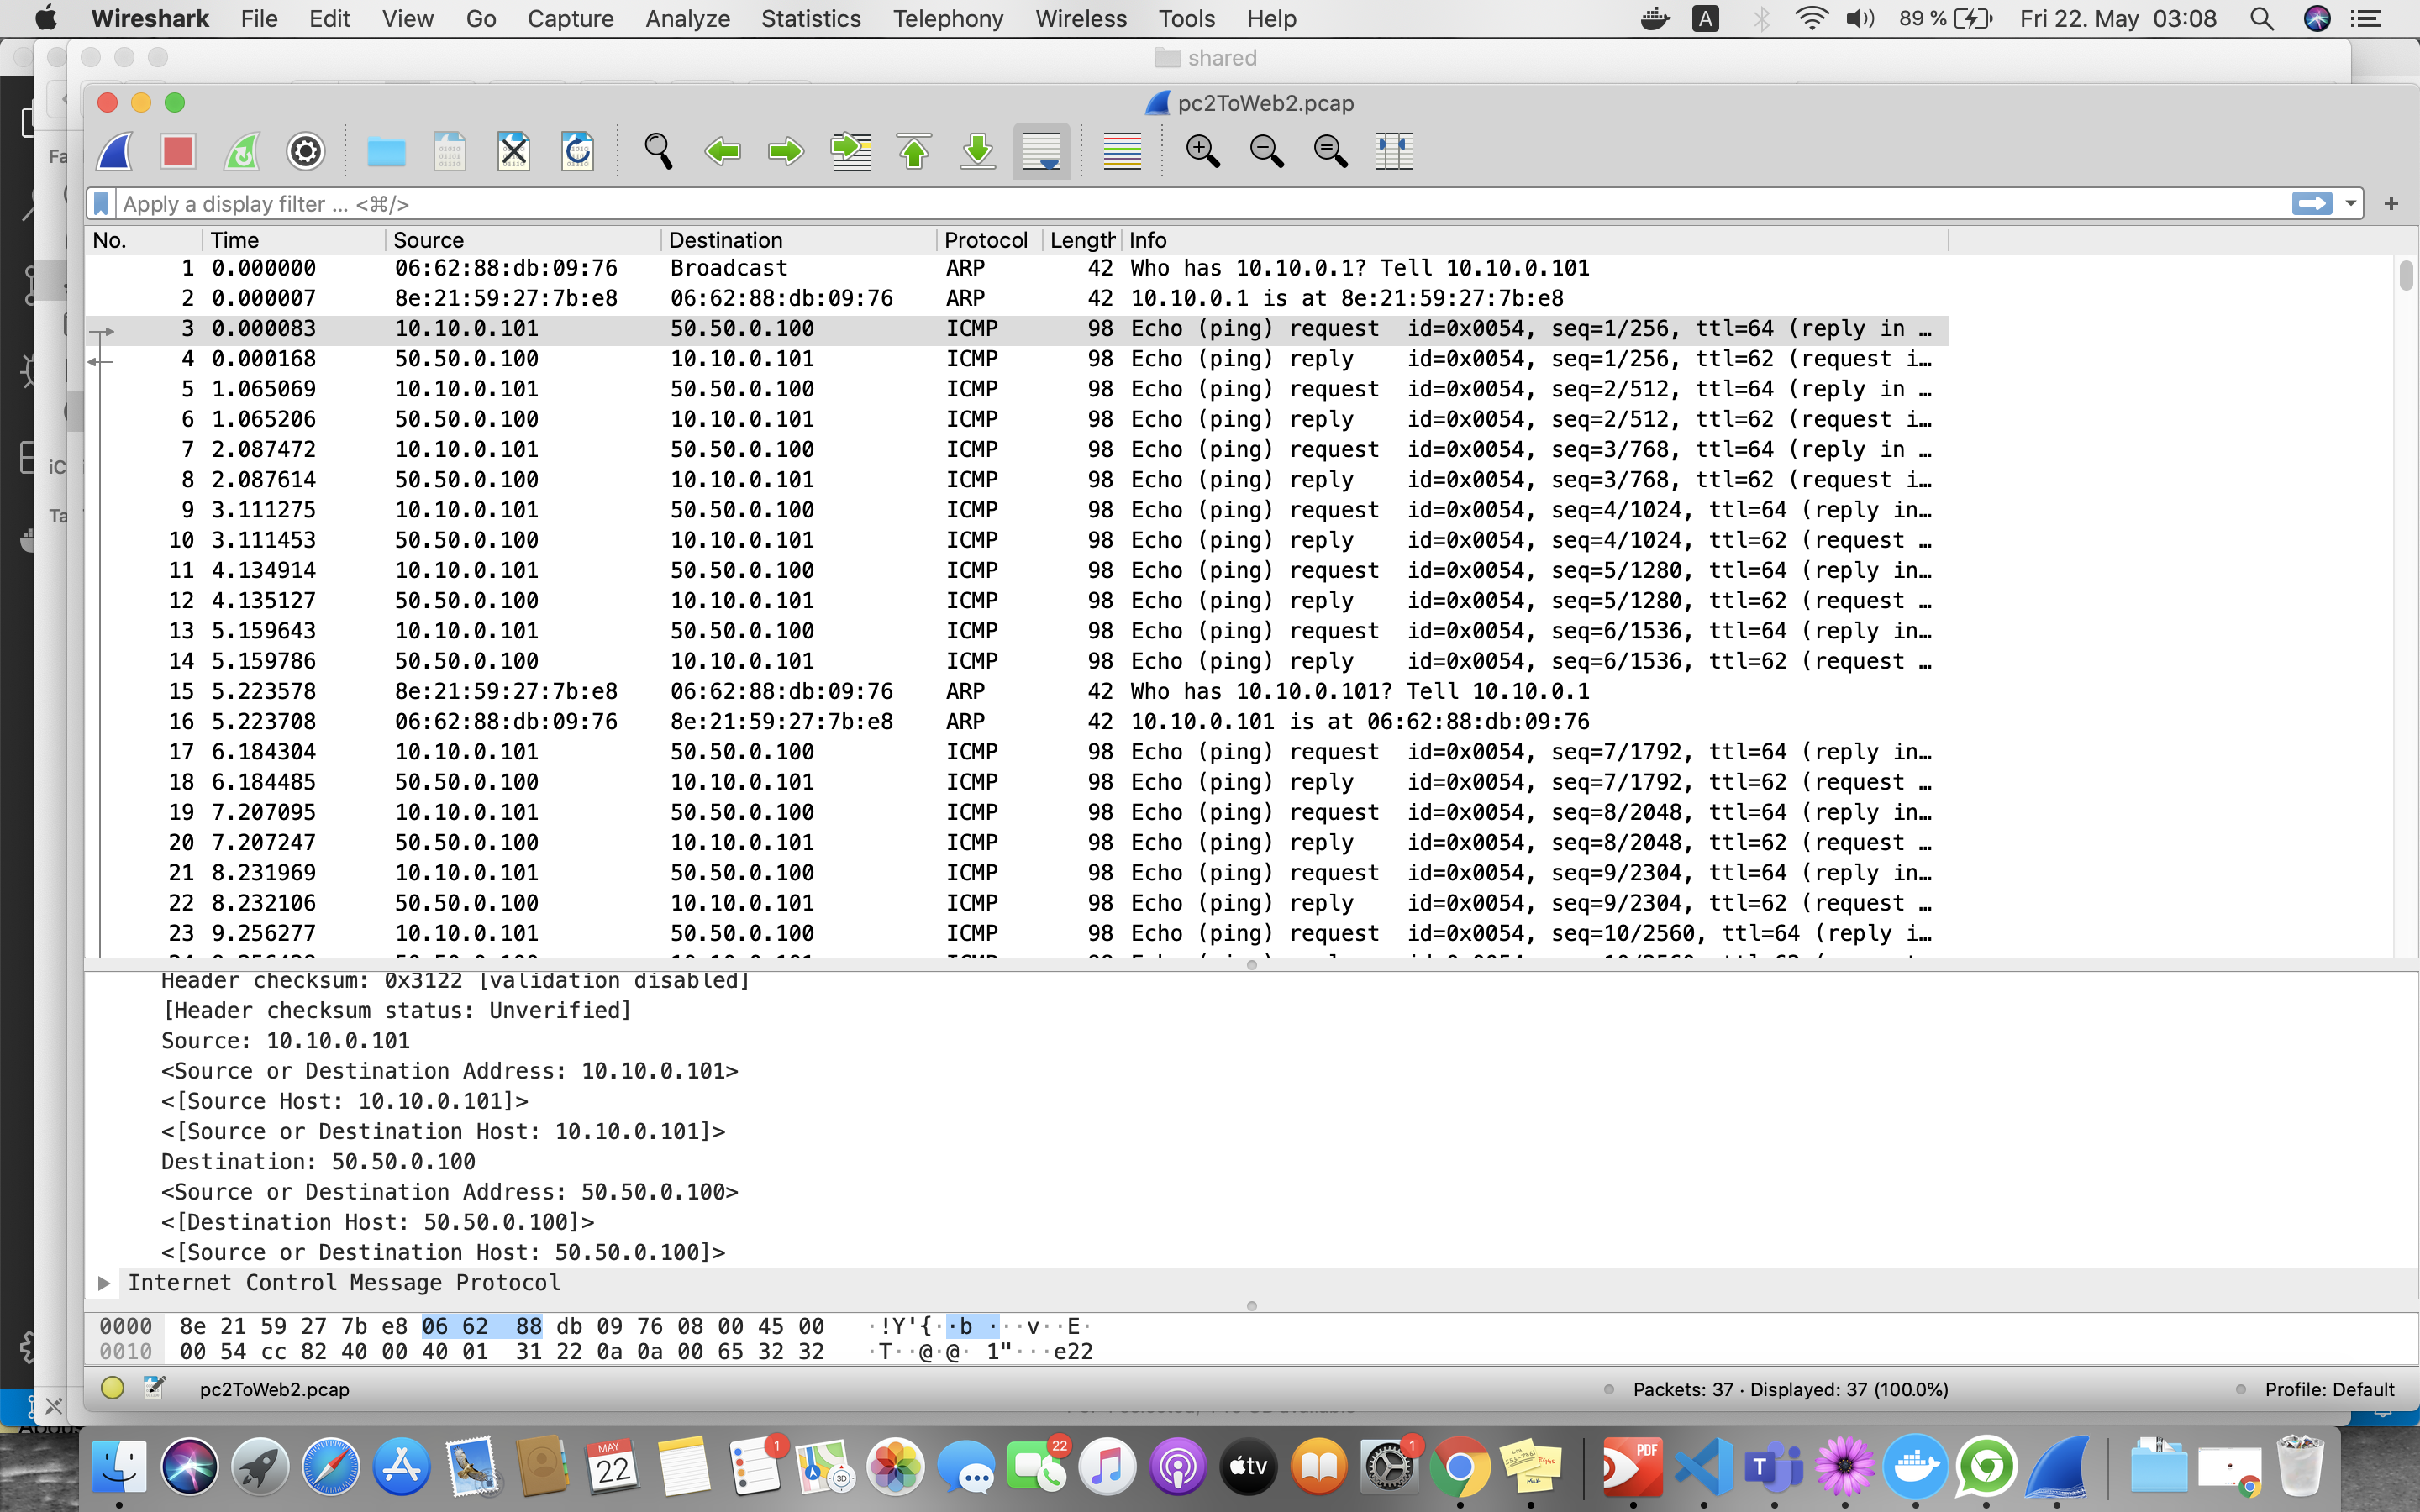 Wireshark File Edit View Go Capture Analyze Statistics Telephony Wireless Tools Help A 89 % Fri 22. May 03:08
shared
pc2ToWeb2.pcap
Fa
Apply a display filter … <⌘/>
No. Time Source Destination Protocol Length Info
1 0.000000 06:62:88:db:09:76 Broadcast ARP 42 Who has 10.10.0.1? Tell 10.10.0.101
2 0.000007 8e:21:59:27:7b:e8 06:62:88:db:09:76 ARP 42 10.10.0.1 is at 8e:21:59:27:7b:e8
3 0.000083 10.10.0.101 50.50.0.100 ICMP 98 Echo (ping) request id=0x0054, seq=1/256, ttl=64 (reply in …
4 0.000168 50.50.0.100 10.10.0.101 ICMP 98 Echo (ping) reply id=0x0054, seq=1/256, ttl=62 (request i…
5 1.065069 10.10.0.101 50.50.0.100 ICMP 98 Echo (ping) request id=0x0054, seq=2/512, ttl=64 (reply in …
6 1.065206 50.50.0.100 10.10.0.101 ICMP 98 Echo (ping) reply id=0x0054, seq=2/512, ttl=62 (request i…
7 2.087472 10.10.0.101 50.50.0.100 ICMP 98 Echo (ping) request id=0x0054, seq=3/768, ttl=64 (reply in …
8 2.087614 50.50.0.100 10.10.0.101 ICMP 98 Echo (ping) reply id=0x0054, seq=3/768, ttl=62 (request i…
9 3.111275 10.10.0.101 50.50.0.100 ICMP 98 Echo (ping) request id=0x0054, seq=4/1024, ttl=64 (reply in…
10 3.111453 50.50.0.100 10.10.0.101 ICMP 98 Echo (ping) reply id=0x0054, seq=4/1024, ttl=62 (request …
11 4.134914 10.10.0.101 50.50.0.100 ICMP 98 Echo (ping) request id=0x0054, seq=5/1280, ttl=64 (reply in…
12 4.135127 50.50.0.100 10.10.0.101 ICMP 98 Echo (ping) reply id=0x0054, seq=5/1280, ttl=62 (request …
13 5.159643 10.10.0.101 50.50.0.100 ICMP 98 Echo (ping) request id=0x0054, seq=6/1536, ttl=64 (reply in…
14 5.159786 50.50.0.100 10.10.0.101 ICMP 98 Echo (ping) reply id=0x0054, seq=6/1536, ttl=62 (request …
15 5.223578 8e:21:59:27:7b:e8 06:62:88:db:09:76 ARP 42 Who has 10.10.0.101? Tell 10.10.0.1
16 5.223708 06:62:88:db:09:76 8e:21:59:27:7b:e8 ARP 42 10.10.0.101 is at 06:62:88:db:09:76
17 6.184304 10.10.0.101 50.50.0.100 ICMP 98 Echo (ping) request id=0x0054, seq=7/1792, ttl=64 (reply in…
18 6.184485 50.50.0.100 10.10.0.101 ICMP 98 Echo (ping) reply id=0x0054, seq=7/1792, ttl=62 (request …
19 7.207095 10.10.0.101 50.50.0.100 ICMP 98 Echo (ping) request id=0x0054, seq=8/2048, ttl=64 (reply in…
20 7.207247 50.50.0.100 10.10.0.101 ICMP 98 Echo (ping) reply id=0x0054, seq=8/2048, ttl=62 (request …
21 8.231969 10.10.0.101 50.50.0.100 ICMP 98 Echo (ping) request id=0x0054, seq=9/2304, ttl=64 (reply in…
22 8.232106 50.50.0.100 10.10.0.101 ICMP 98 Echo (ping) reply id=0x0054, seq=9/2304, ttl=62 (request …
23 9.256277 10.10.0.101 50.50.0.100 ICMP 98 Echo (ping) request id=0x0054, seq=10/2560, ttl=64 (reply i…
iC
Ta
Header checksum: 0x3122 [validation disabled]
[Header checksum status: Unverified]
Source: 10.10.0.101
<Source or Destination Address: 10.10.0.101>
<[Source Host: 10.10.0.101]>
<[Source or Destination Host: 10.10.0.101]>
Destination: 50.50.0.100
<Source or Destination Address: 50.50.0.100>
<[Destination Host: 50.50.0.100]>
<[Source or Destination Host: 50.50.0.100]>
Internet Control Message Protocol
0000 8e 21 59 27 7b e8 06 62 88 db 09 76 08 00 45 00 ·!Y'{··b ···v··E·
0010 00 54 cc 82 40 00 40 01 31 22 0a 0a 00 65 32 32 ·T··@·@· 1"···e22
pc2ToWeb2.pcap Packets: 37 · Displayed: 37 (100.0%) Profile: Default
MAY
22
1
3D
22
tv
1
PDF
T